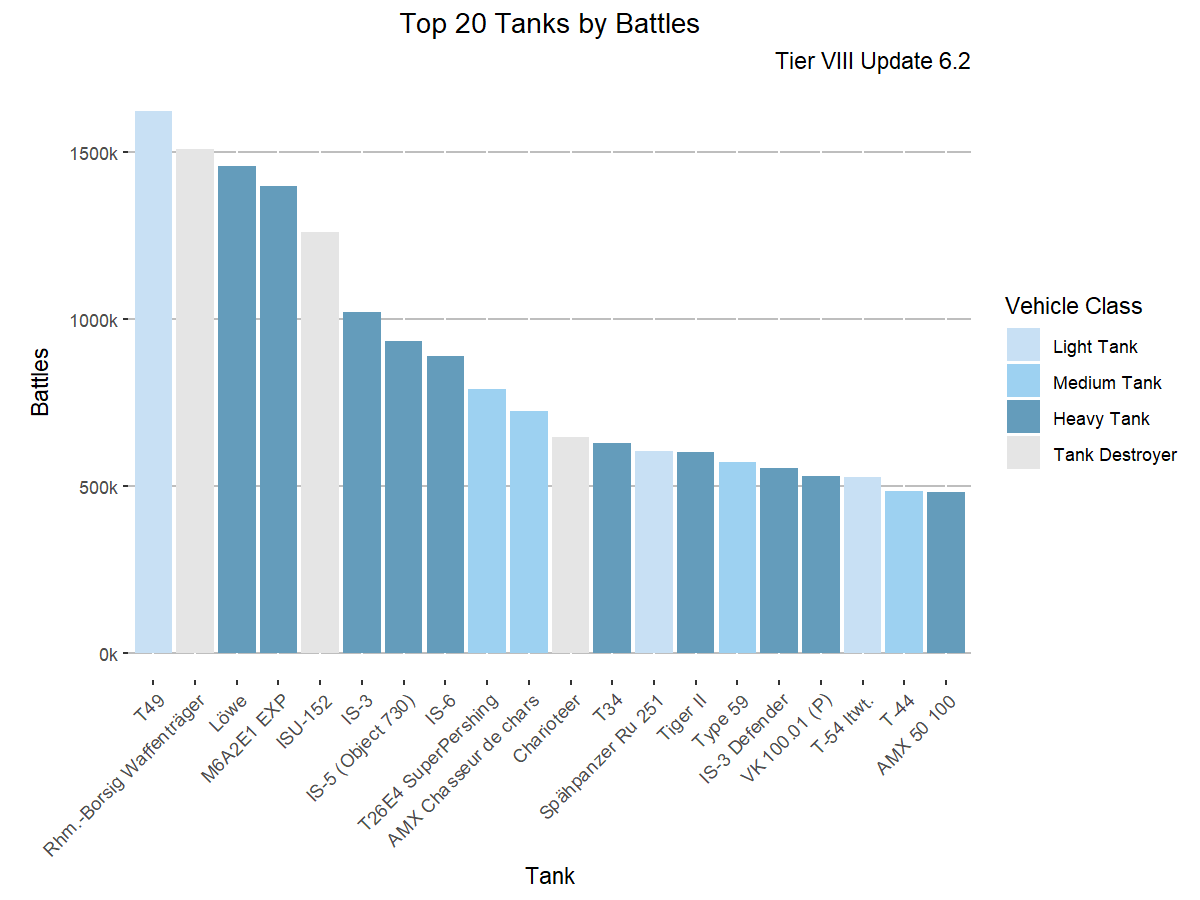 Top 20 Tanks by Battles
Tier VIII Update 6.2
Battles
1500k
1000k
500k
0k
T49
Rhm.-Borsig Waffenträger
Löwe
M6A2E1 EXP
ISU-152
IS-3
IS-5 (Object 730)
IS-6
T26E4 SuperPershing
AMX Chasseur de chars
Charioteer
T34
Spähpanzer Ru 251
Tiger II
Type 59
IS-3 Defender
VK 100.01 (P)
T-54 ltwt.
T-44
AMX 50 100
Tank
Vehicle Class
Light Tank
Medium Tank
Heavy Tank
Tank Destroyer